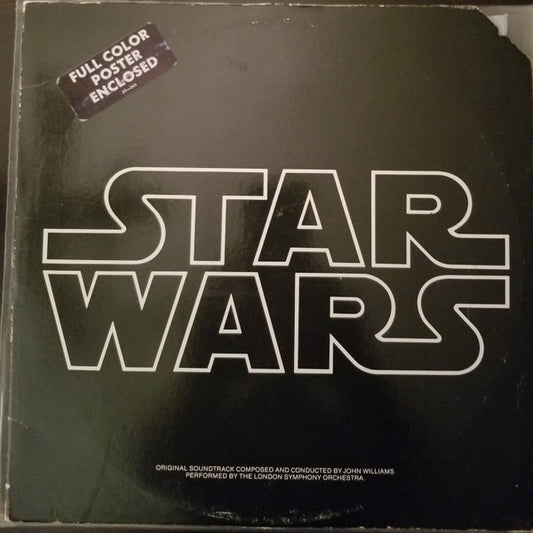 FULL COLOR
POSTER
ENCLOSED
STAR
WARS
ORIGINAL SOUNDTRACK COMPOSED AND CONDUCTED BY JOHN WILLIAMS
PERFORMED BY THE LONDON SYMPHONY ORCHESTRA.